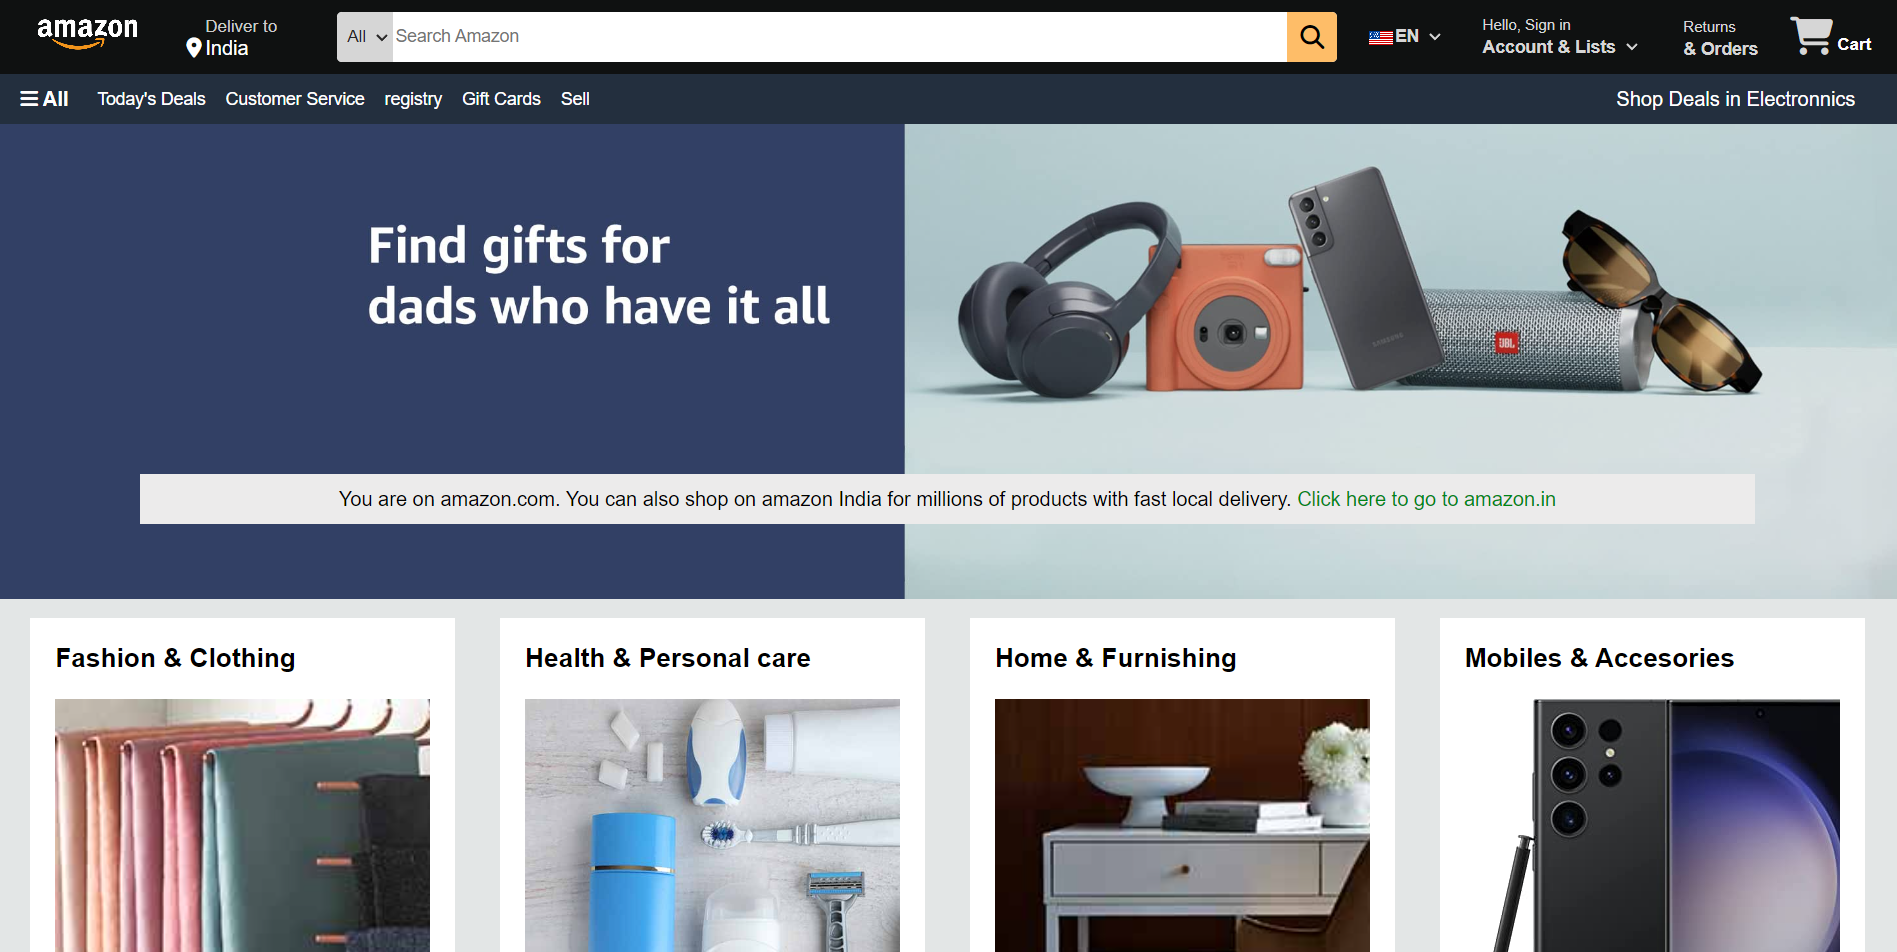 amazon
Deliver to
India
All
Search Amazon
EN
Hello, Sign in
Account & Lists
Returns
& Orders
Cart
All
Today's Deals
Customer Service
registry
Gift Cards
Sell
Shop Deals in Electronnics
Find gifts for
dads who have it all
SAMSUNG
JBL
You are on amazon.com. You can also shop on amazon India for millions of products with fast local delivery. Click here to go to amazon.in
Fashion & Clothing
Health & Personal care
Home & Furnishing
Mobiles & Accesories